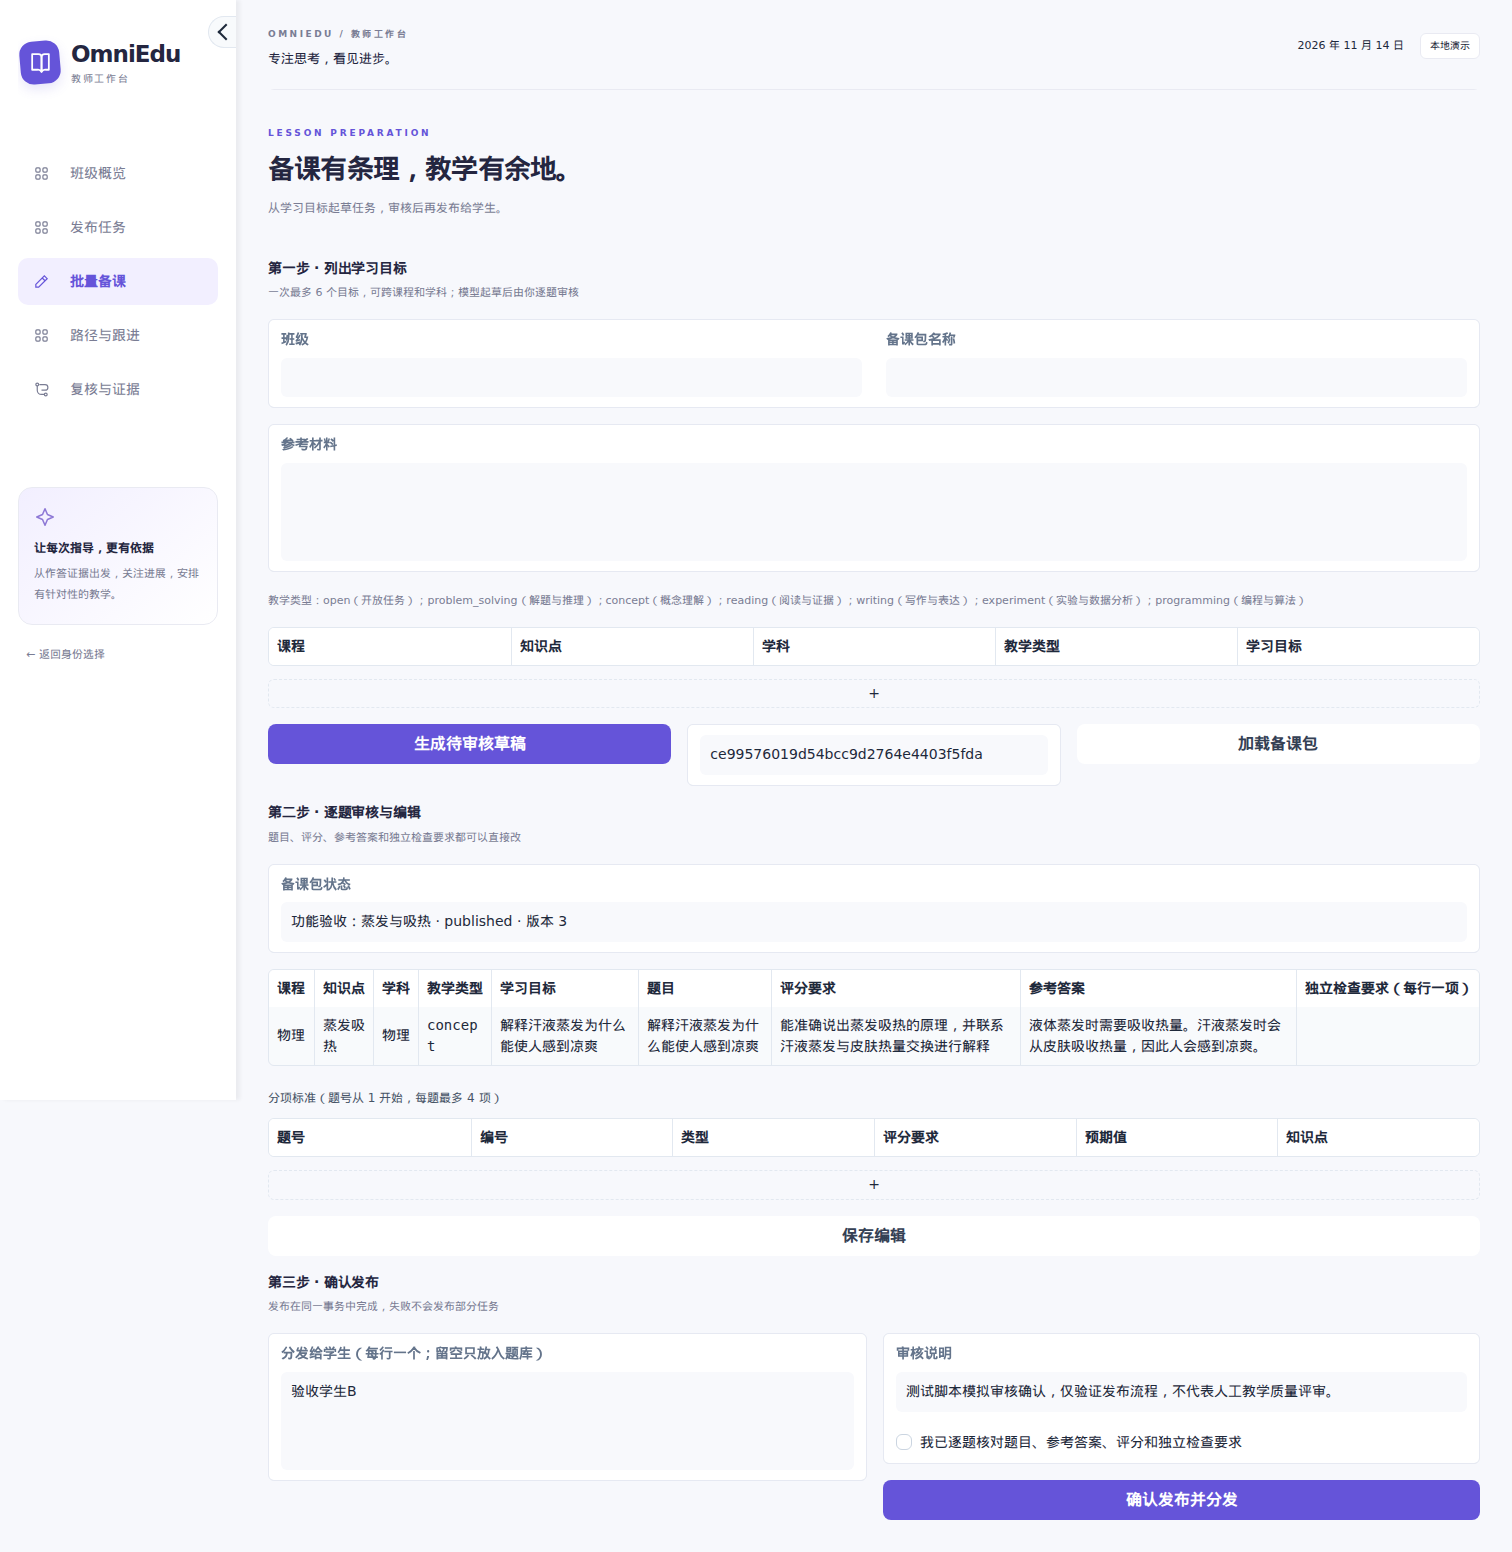 OmniEdu
教师工作台
班级概览
发布任务
批量备课
路径与跟进
复核与证据
让每次指导，更有依据
从作答证据出发，关注进展，安排
有针对性的教学。
← 返回身份选择
OMNIEDU / 教师工作台
专注思考，看见进步。
2026 年 11 月 14 日
本地演示
LESSON PREPARATION
备课有条理，教学有余地。
从学习目标起草任务，审核后再发布给学生。
第一步 · 列出学习目标
一次最多 6 个目标，可跨课程和学科；模型起草后由你逐题审核
班级
备课包名称
参考材料
教学类型：open（开放任务）；problem_solving（解题与推理）；concept（概念理解）；reading（阅读与证据）；writing（写作与表达）；experiment（实验与数据分析）；programming（编程与算法）
课程 知识点 学科 教学类型 学习目标
+
生成待审核草稿
ce99576019d54bcc9d2764e4403f5fda
加载备课包
第二步 · 逐题审核与编辑
题目、评分、参考答案和独立检查要求都可以直接改
备课包状态
功能验收：蒸发与吸热 · published · 版本 3
课程 知识点 学科 教学类型 学习目标 题目 评分要求 参考答案 独立检查要求（每行一项）
物理
蒸发吸
热
物理
concep
t
解释汗液蒸发为什么
能使人感到凉爽
解释汗液蒸发为什
么能使人感到凉爽
能准确说出蒸发吸热的原理，并联系
汗液蒸发与皮肤热量交换进行解释
液体蒸发时需要吸收热量。汗液蒸发时会
从皮肤吸收热量，因此人会感到凉爽。
分项标准（题号从 1 开始，每题最多 4 项）
题号 编号 类型 评分要求 预期值 知识点
+
保存编辑
第三步 · 确认发布
发布在同一事务中完成，失败不会发布部分任务
分发给学生（每行一个；留空只放入题库）
验收学生B
审核说明
测试脚本模拟审核确认，仅验证发布流程，不代表人工教学质量评审。
我已逐题核对题目、参考答案、评分和独立检查要求
确认发布并分发